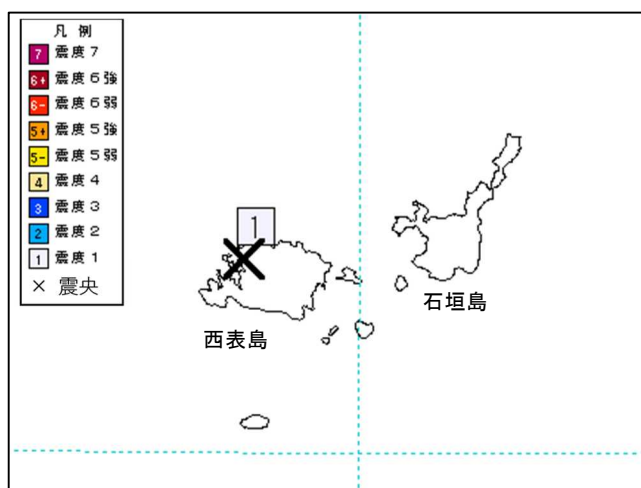 凡 例
7 震度 7
6+ 震度 6 強
6- 震度 6 弱
5+ 震度 5 強
5- 震度 5 弱
4 震度 4
3 震度 3
2 震度 2
1 震度 1
× 震央
1
西表島
石垣島